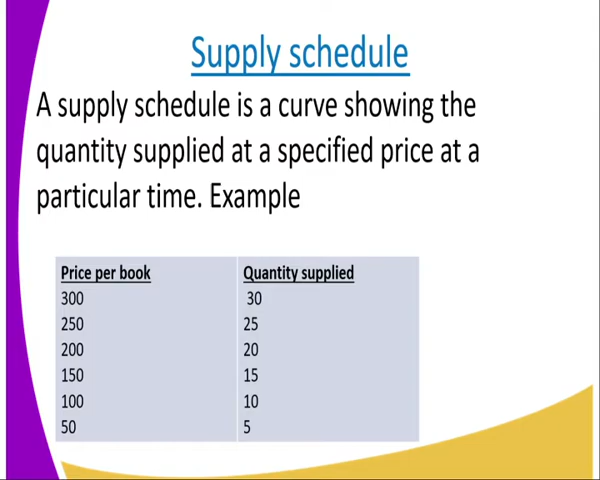 Supply schedule
A supply schedule is a curve showing the
quantity supplied at a specified price at a
particular time. Example
Price per book Quantity supplied
300 30
250 25
200 20
150 15
100 10
50 5